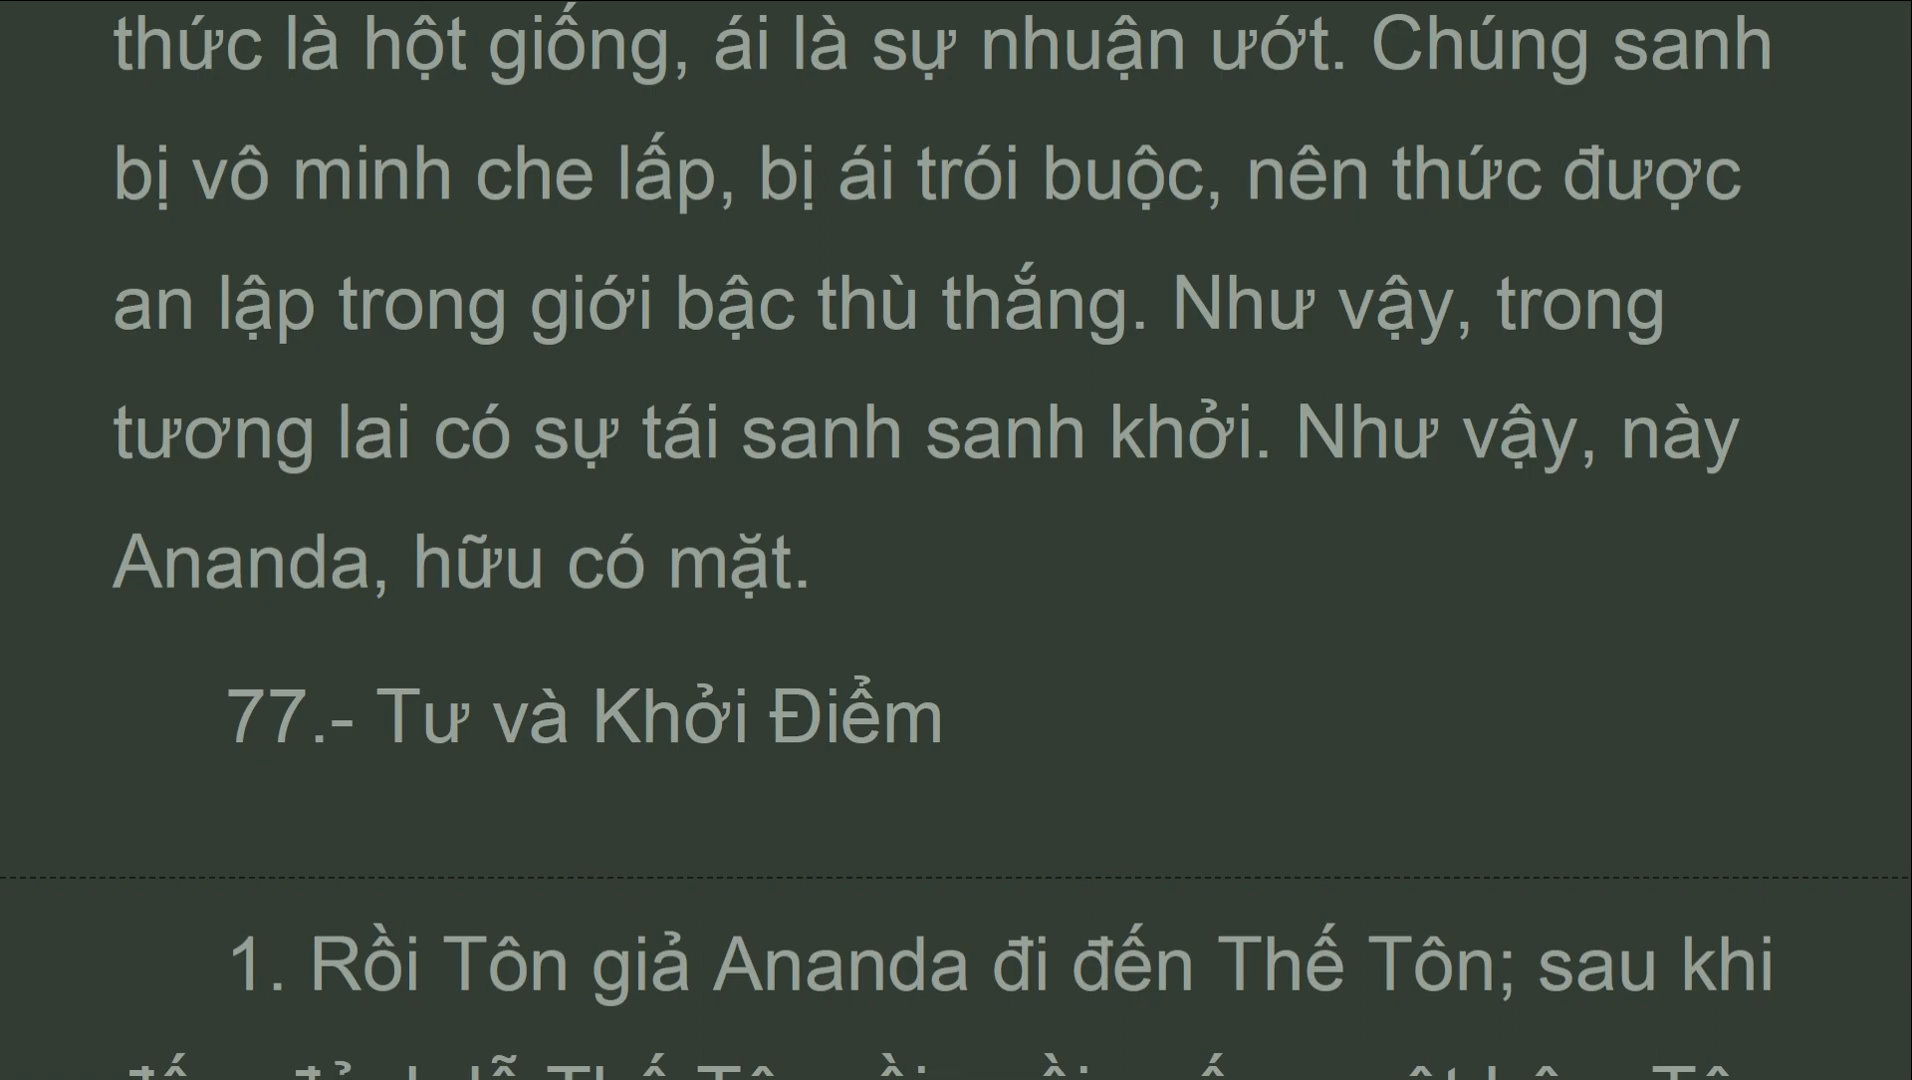 thức là hột giống, ái là sự nhuận ướt. Chúng sanh
bị vô minh che lấp, bị ái trói buộc, nên thức được
an lập trong giới bậc thù thắng. Như vậy, trong
tương lai có sự tái sanh sanh khởi. Như vậy, này
Ananda, hữu có mặt.
77.- Tư và Khởi Điểm
1. Rồi Tôn giả Ananda đi đến Thế Tôn; sau khi